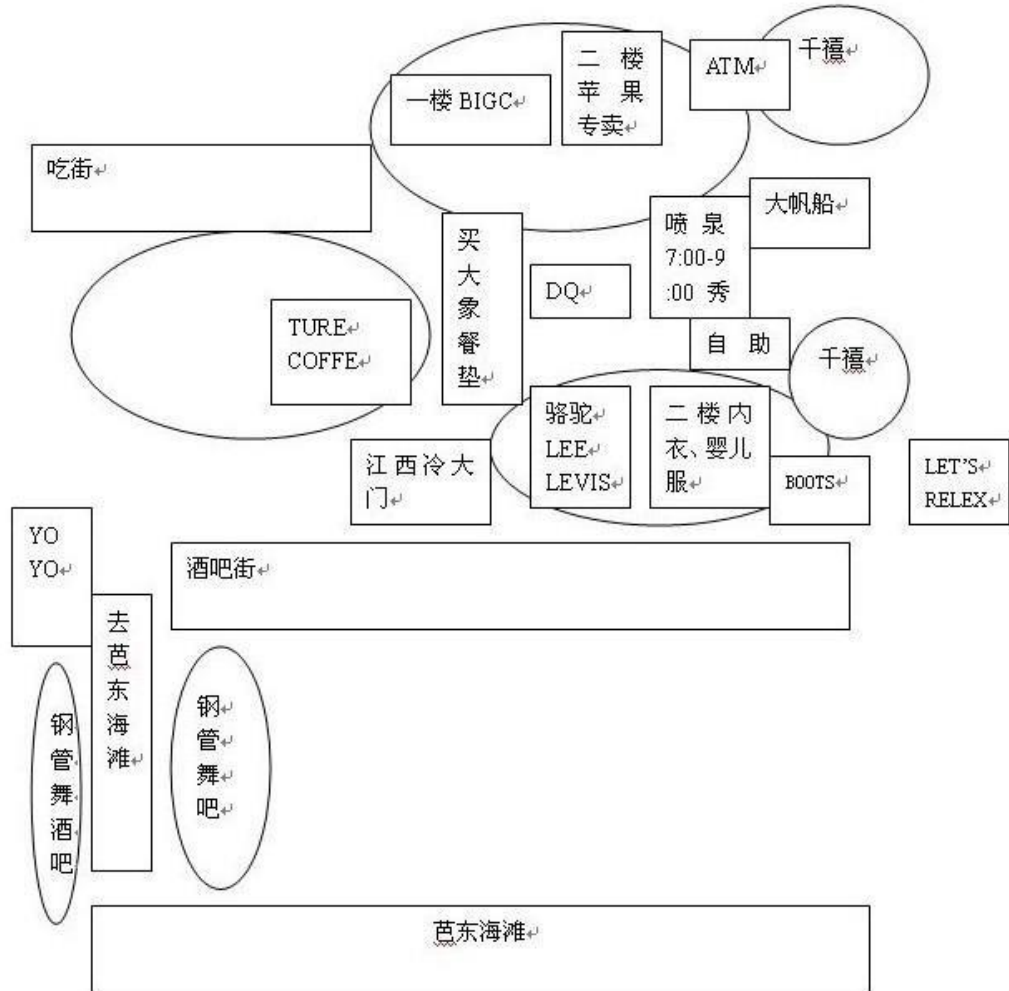 千禧
二楼
苹果
专卖
ATM
一楼 BIGC
吃街
大帆船
喷泉
7:00-9
:00 秀
买
大
象
餐
垫
DQ
TURE
COFFE
自助
千禧
骆驼
LEE
LEVIS
二楼内
衣、婴儿
服
江西冷大
门
BOOTS
LET'S
RELEX
YO
YO
酒吧街
去
芭
东
海
滩
钢
管
舞
酒
吧
钢
管
舞
吧
芭东海滩